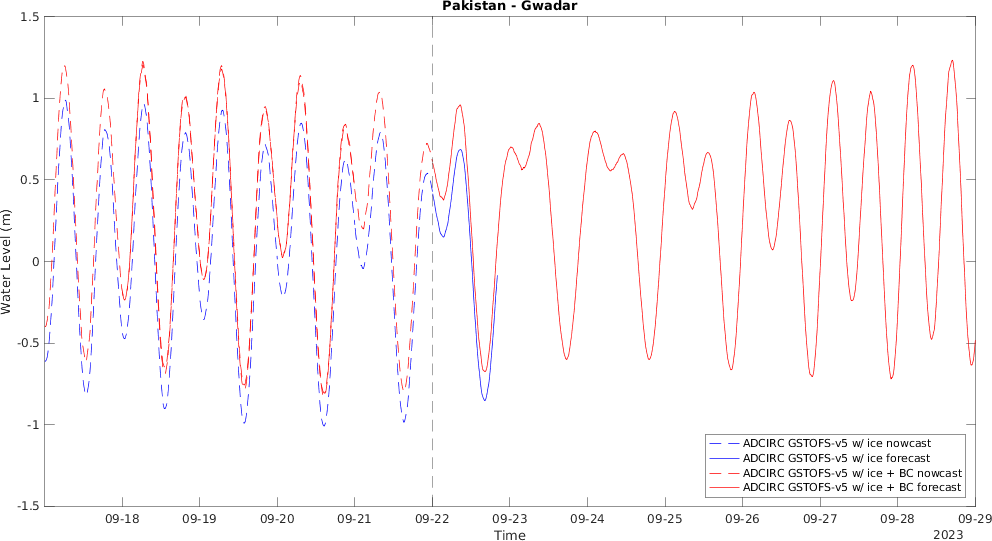 Pakistan - Gwadar
1.5
1
0.5
0
-0.5
-1
-1.5
Water Level (m)
09-18 09-19 09-20 09-21 09-22 09-23 09-24 09-25 09-26 09-27 09-28 09-29
Time
2023
ADCIRC GSTOFS-v5 w/ ice nowcast
ADCIRC GSTOFS-v5 w/ ice forecast
ADCIRC GSTOFS-v5 w/ ice + BC nowcast
ADCIRC GSTOFS-v5 w/ ice + BC forecast